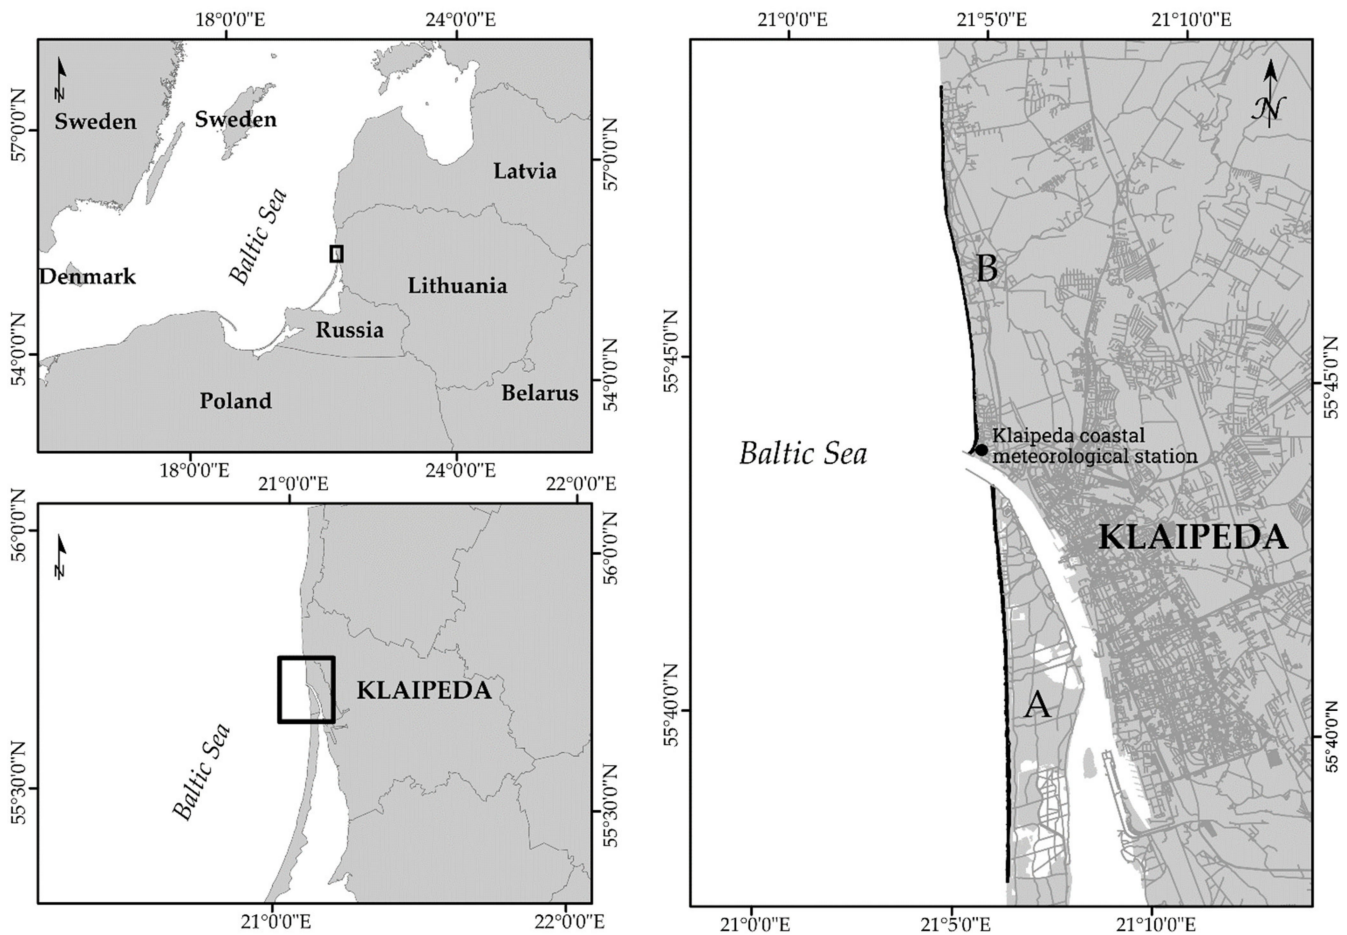 18°0'0"E
24°0'0"E
57°0'0"N
57°0'0"N
N
Sweden
Sweden
Latvia
Baltic Sea
Denmark
Lithuania
Russia
54°0'0"N
54°0'0"N
Poland
Belarus
18°0'0"E
24°0'0"E
21°0'0"E
22°0'0"E
56°0'0"N
56°0'0"N
N
KLAIPEDA
Baltic Sea
55°30'0"N
55°30'0"N
21°0'0"E
22°0'0"E
21°0'0"E
21°5'0"E
21°10'0"E
N
B
55°45'0"N
55°45'0"N
Baltic Sea
Klaipeda coastal
meteorological station
KLAIPEDA
A
55°40'0"N
55°40'0"N
21°0'0"E
21°5'0"E
21°10'0"E